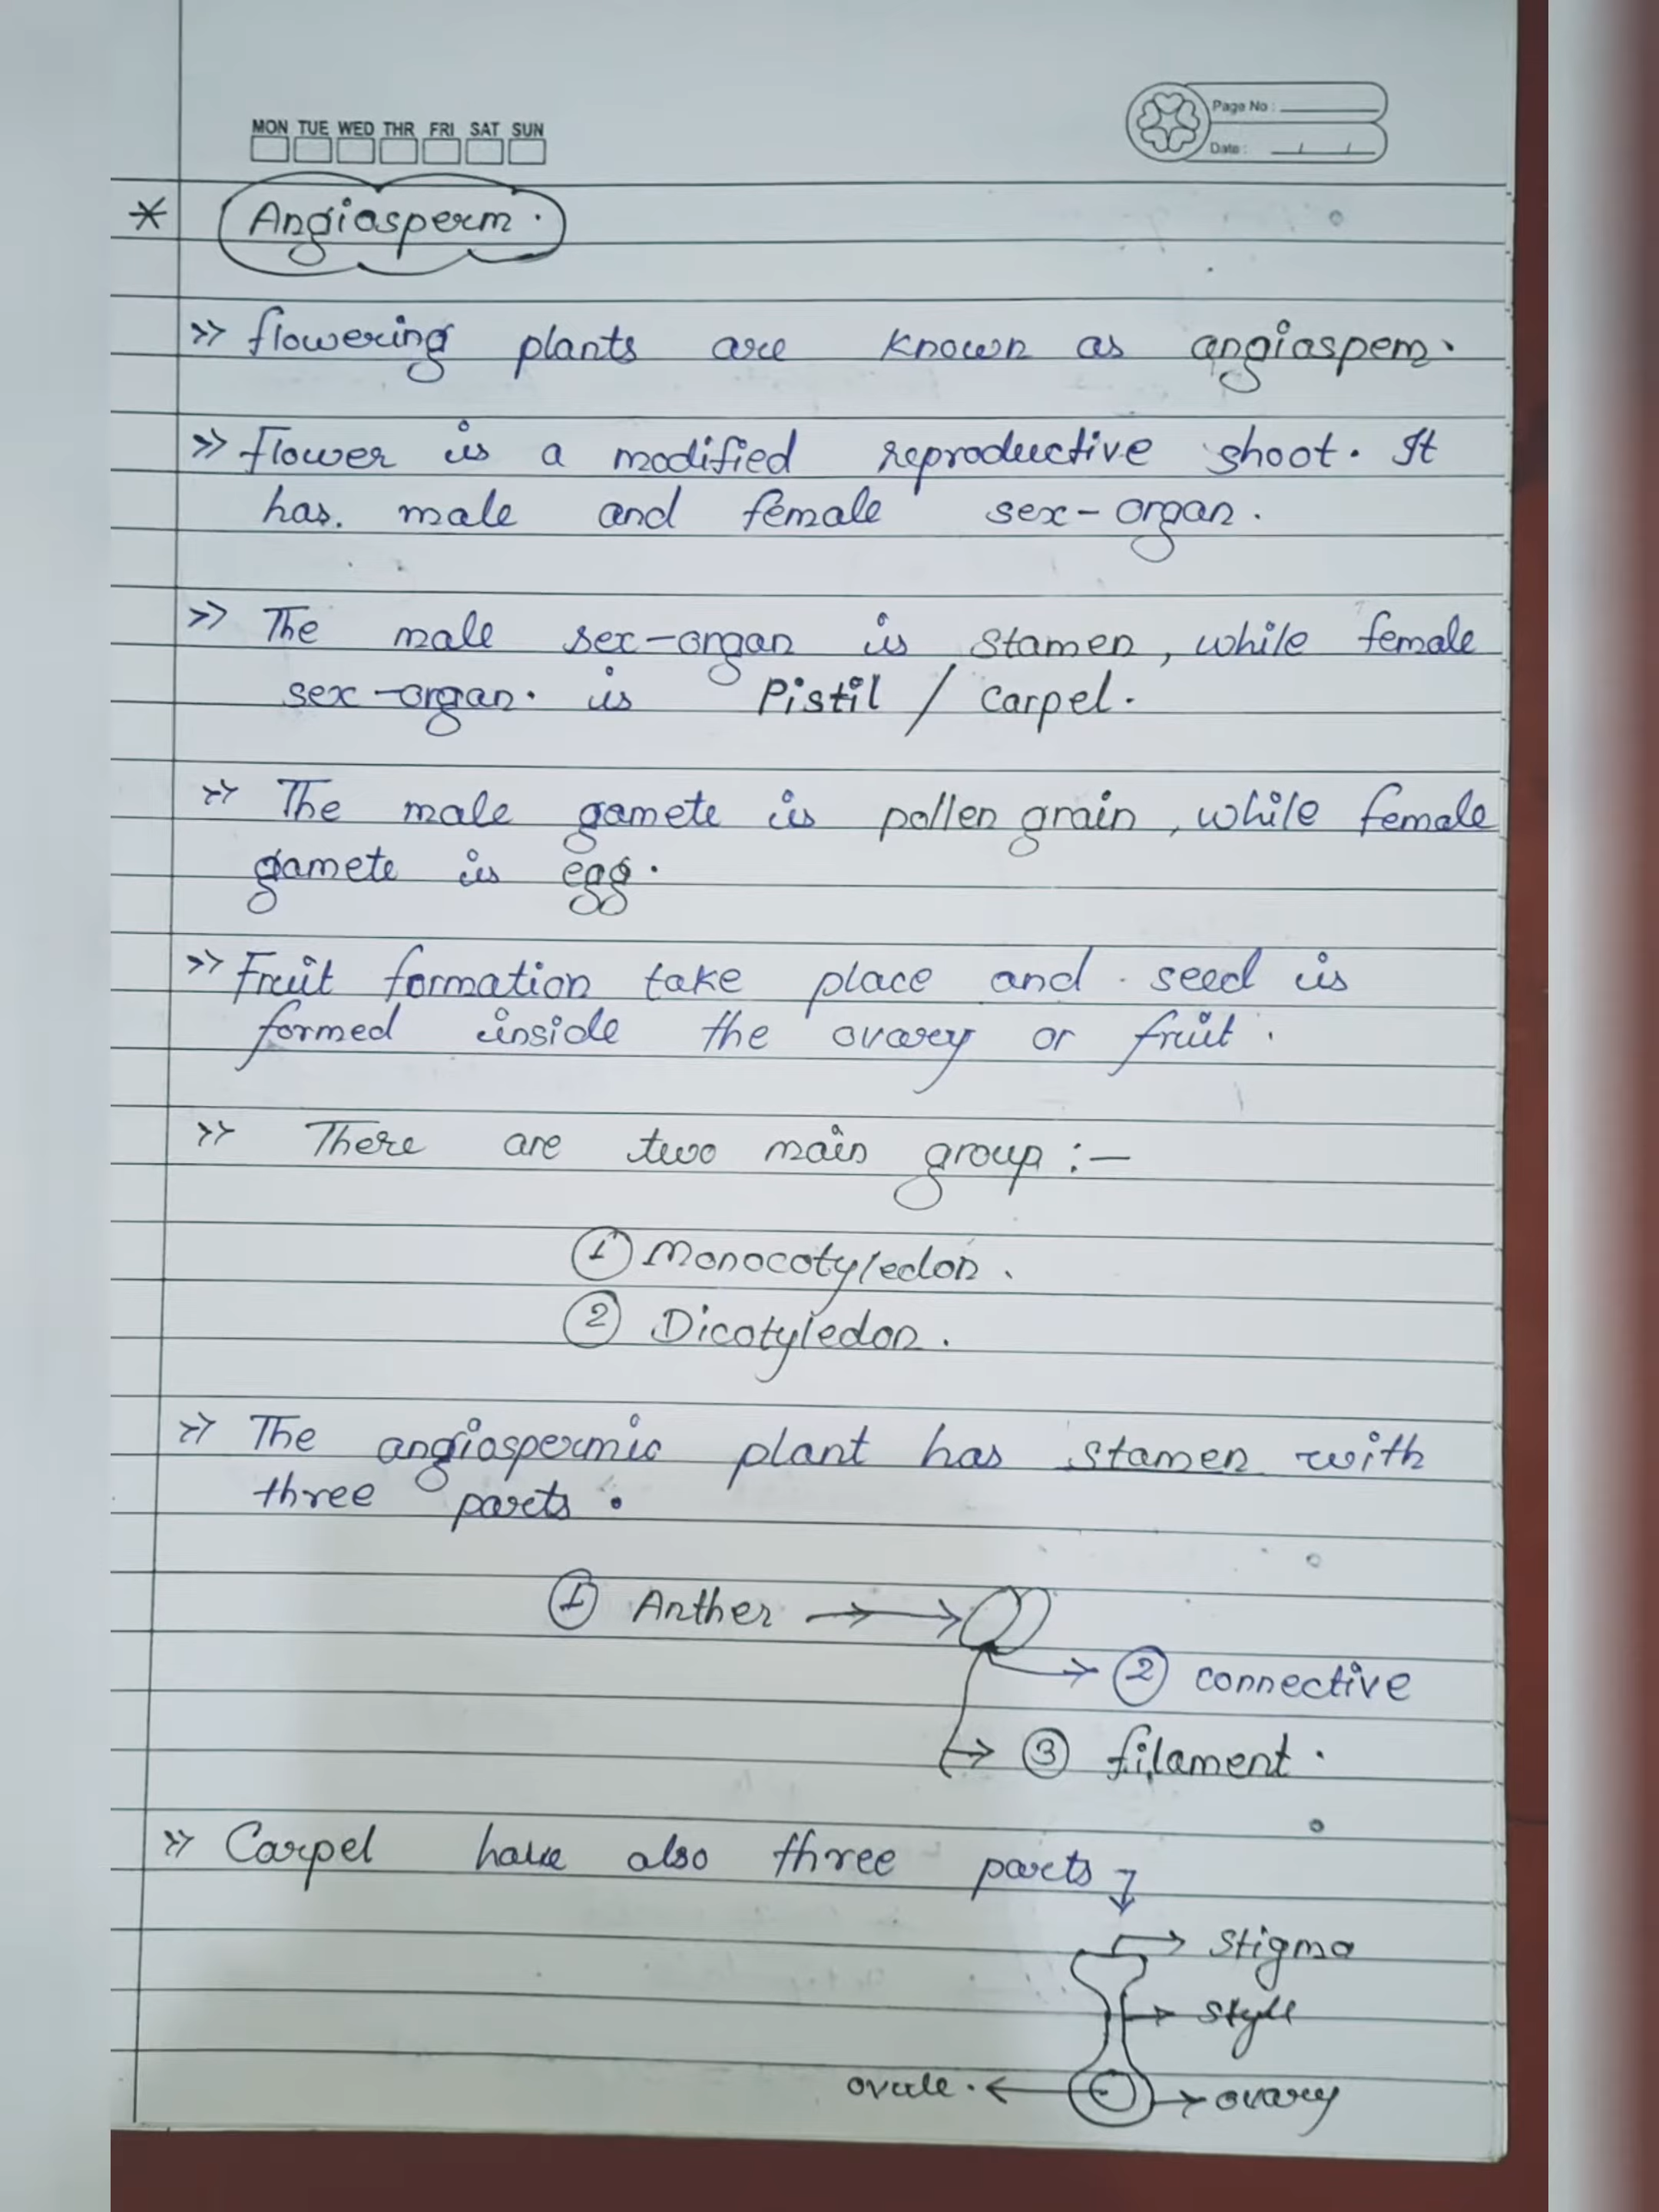 MON TUE WED THR FRI SAT SUN
Page No :
Date :
* Angiosperm.
>> flowering plants are known as angiospem.
>> Flower is a modified reproductive shoot. It
has. male and female sex-organ.
>> The male sex-organ is stamen, while female
sex-organ. is Pistil / Carpel.
>> The male gamete is pollen grain, while female
gamete is egg.
>> Fruit formation take place and seed is
formed inside the ovary or fruit.
>> There are two main group :-
① Monocotyledon.
② Dicotyledon.
>> The angiospermic plant has stamen with
three parts.
① Anther →
→ ② connective
→ ③ filament.
>> Carpel have also three parts ↓
→ stigma
→ style
ovule. ← → ovary